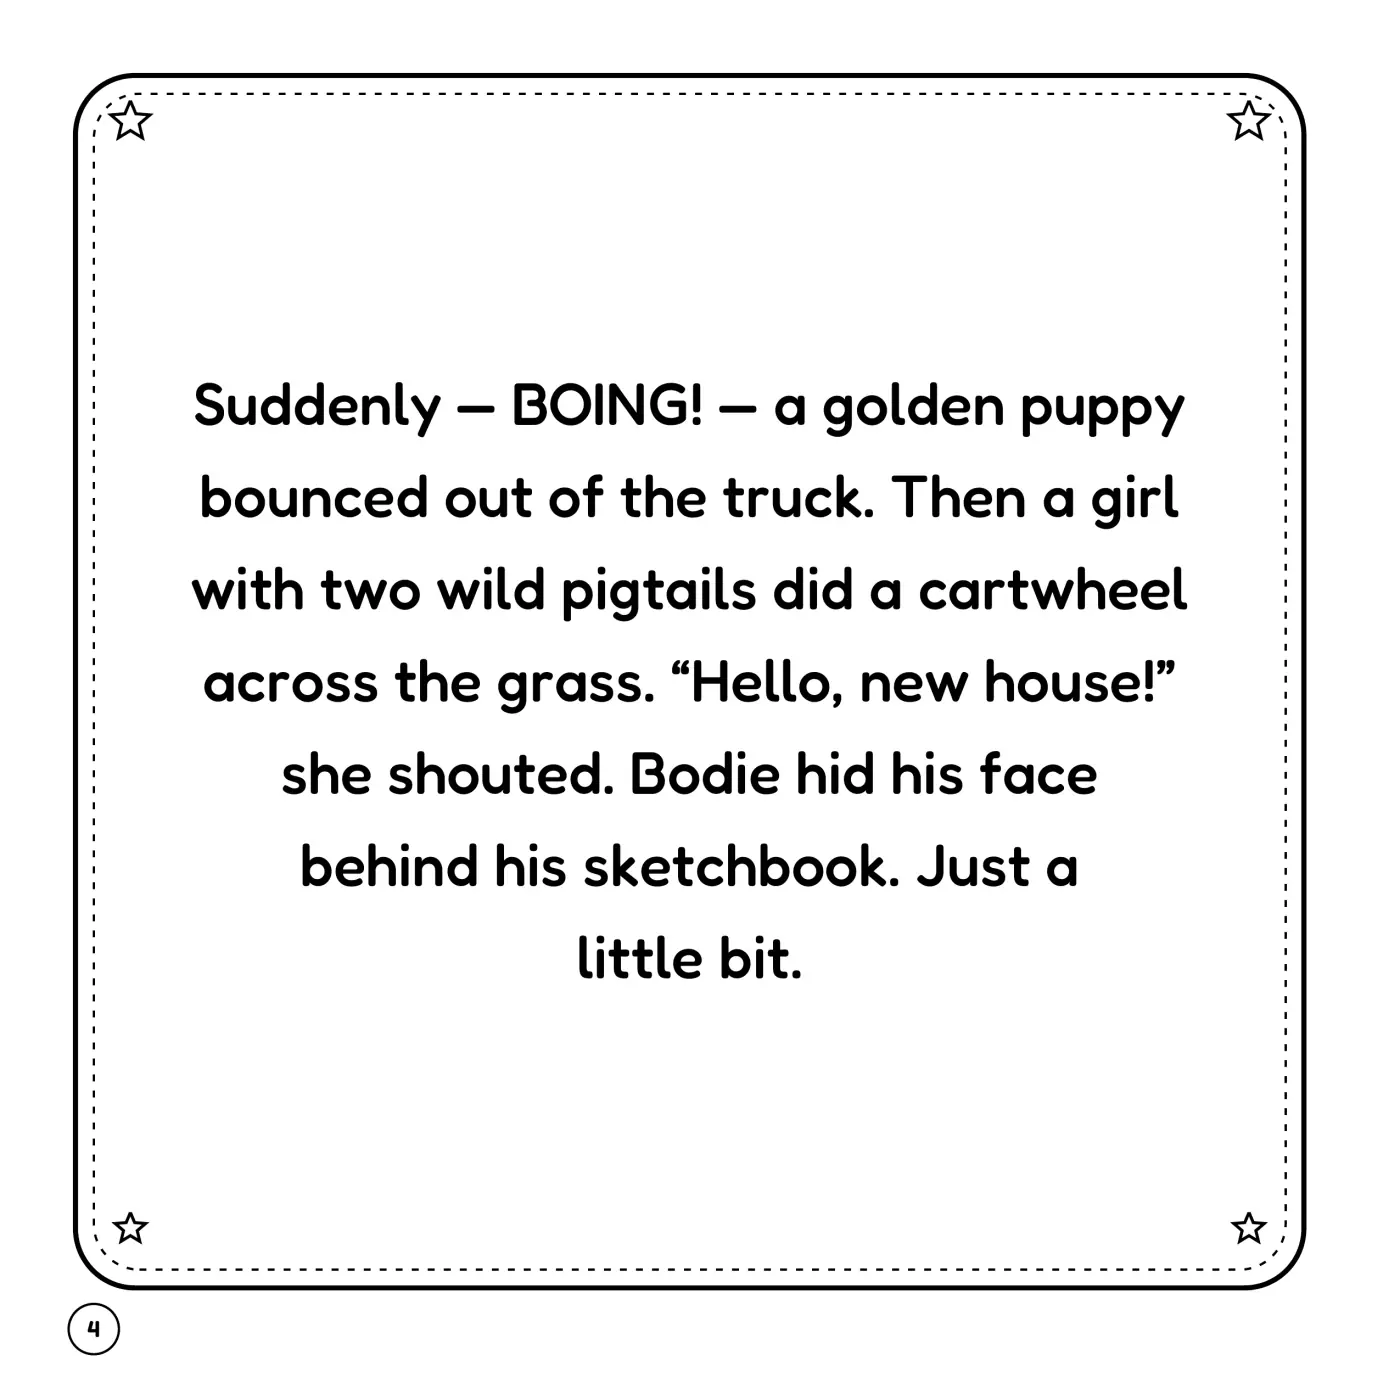 Suddenly — BOING! — a golden puppy
bounced out of the truck. Then a girl
with two wild pigtails did a cartwheel
across the grass. “Hello, new house!”
she shouted. Bodie hid his face
behind his sketchbook. Just a
little bit.
4